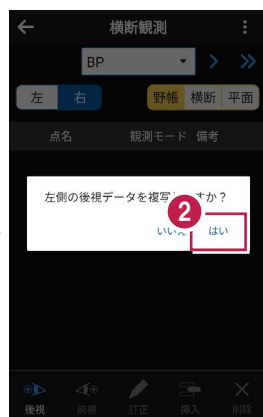 横断観測
BP
左 右 野帳 横断 平面
点名 観測モード 備考
左側の後視データを複写 すか？
2
いいえ はい
後視 前視 訂正 挿入 削除